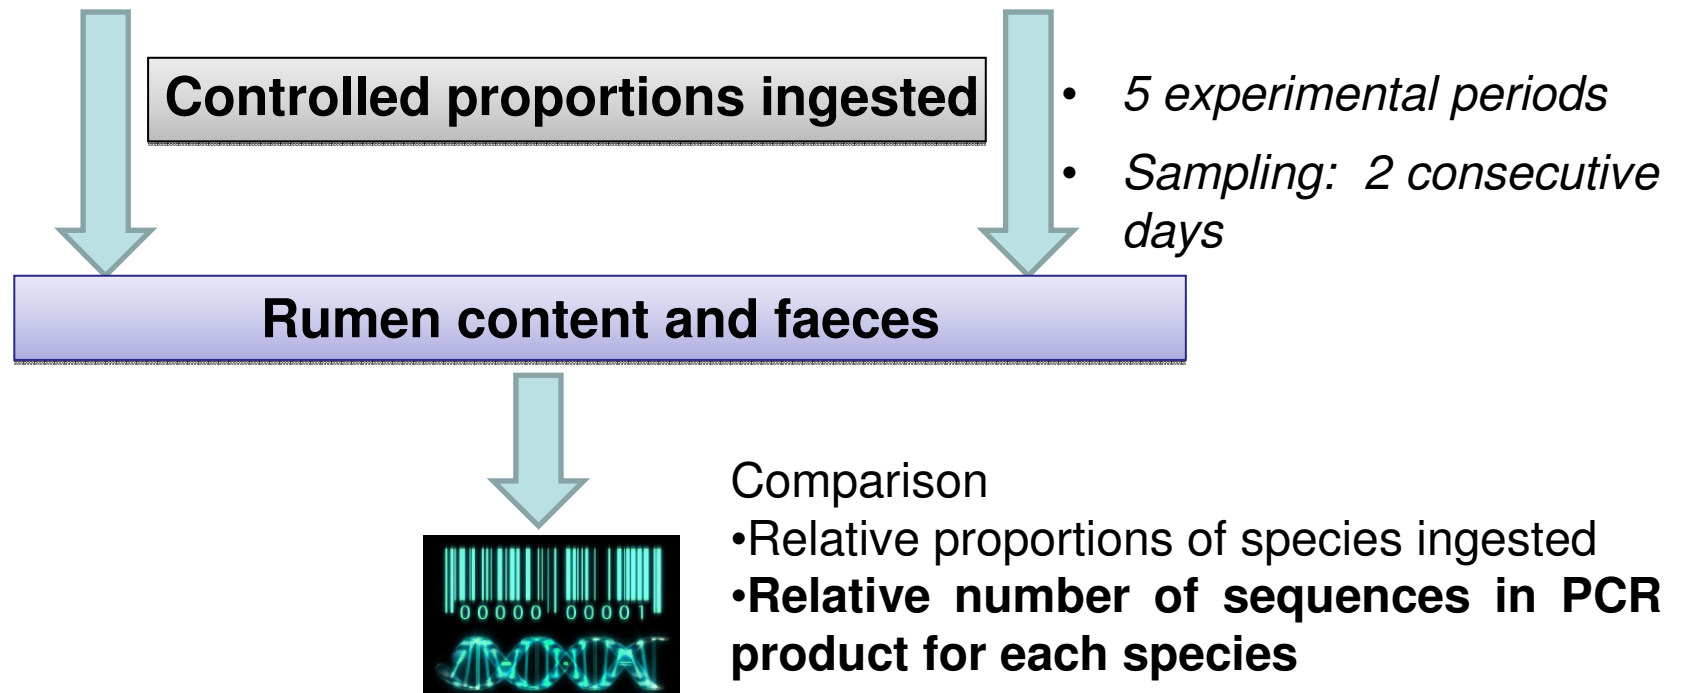 Controlled proportions ingested
• 5 experimental periods
• Sampling: 2 consecutive
days
Rumen content and faeces
Comparison
•Relative proportions of species ingested
•Relative number of sequences in PCR
product for each species
00000 00001